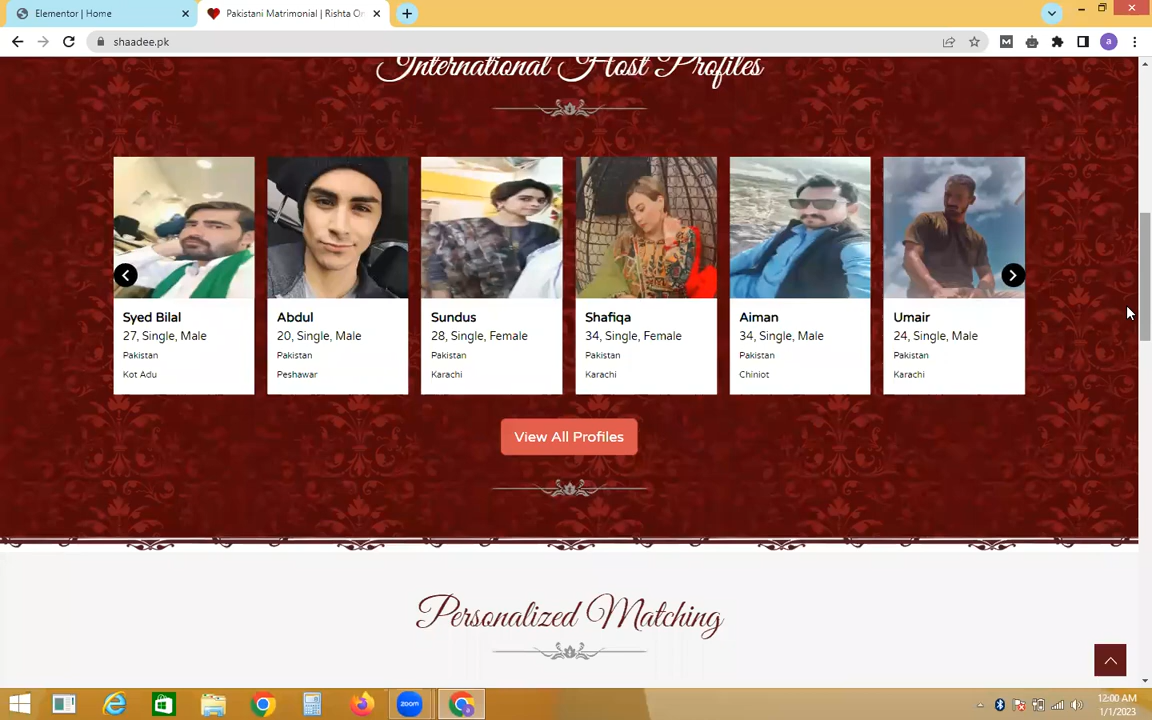 Elementor | Home
Pakistani Matrimonial | Rishta On
shaadee.pk
M
a
International Host Profiles
Syed Bilal
27, Single, Male
Pakistan
Kot Adu
Abdul
20, Single, Male
Pakistan
Peshawar
Sundus
28, Single, Female
Pakistan
Karachi
Shafiqa
34, Single, Female
Pakistan
Karachi
Aiman
34, Single, Male
Pakistan
Chiniot
Umair
24, Single, Male
Pakistan
Karachi
View All Profiles
Personalized Matching
zoom
12:00 AM
1/1/2023